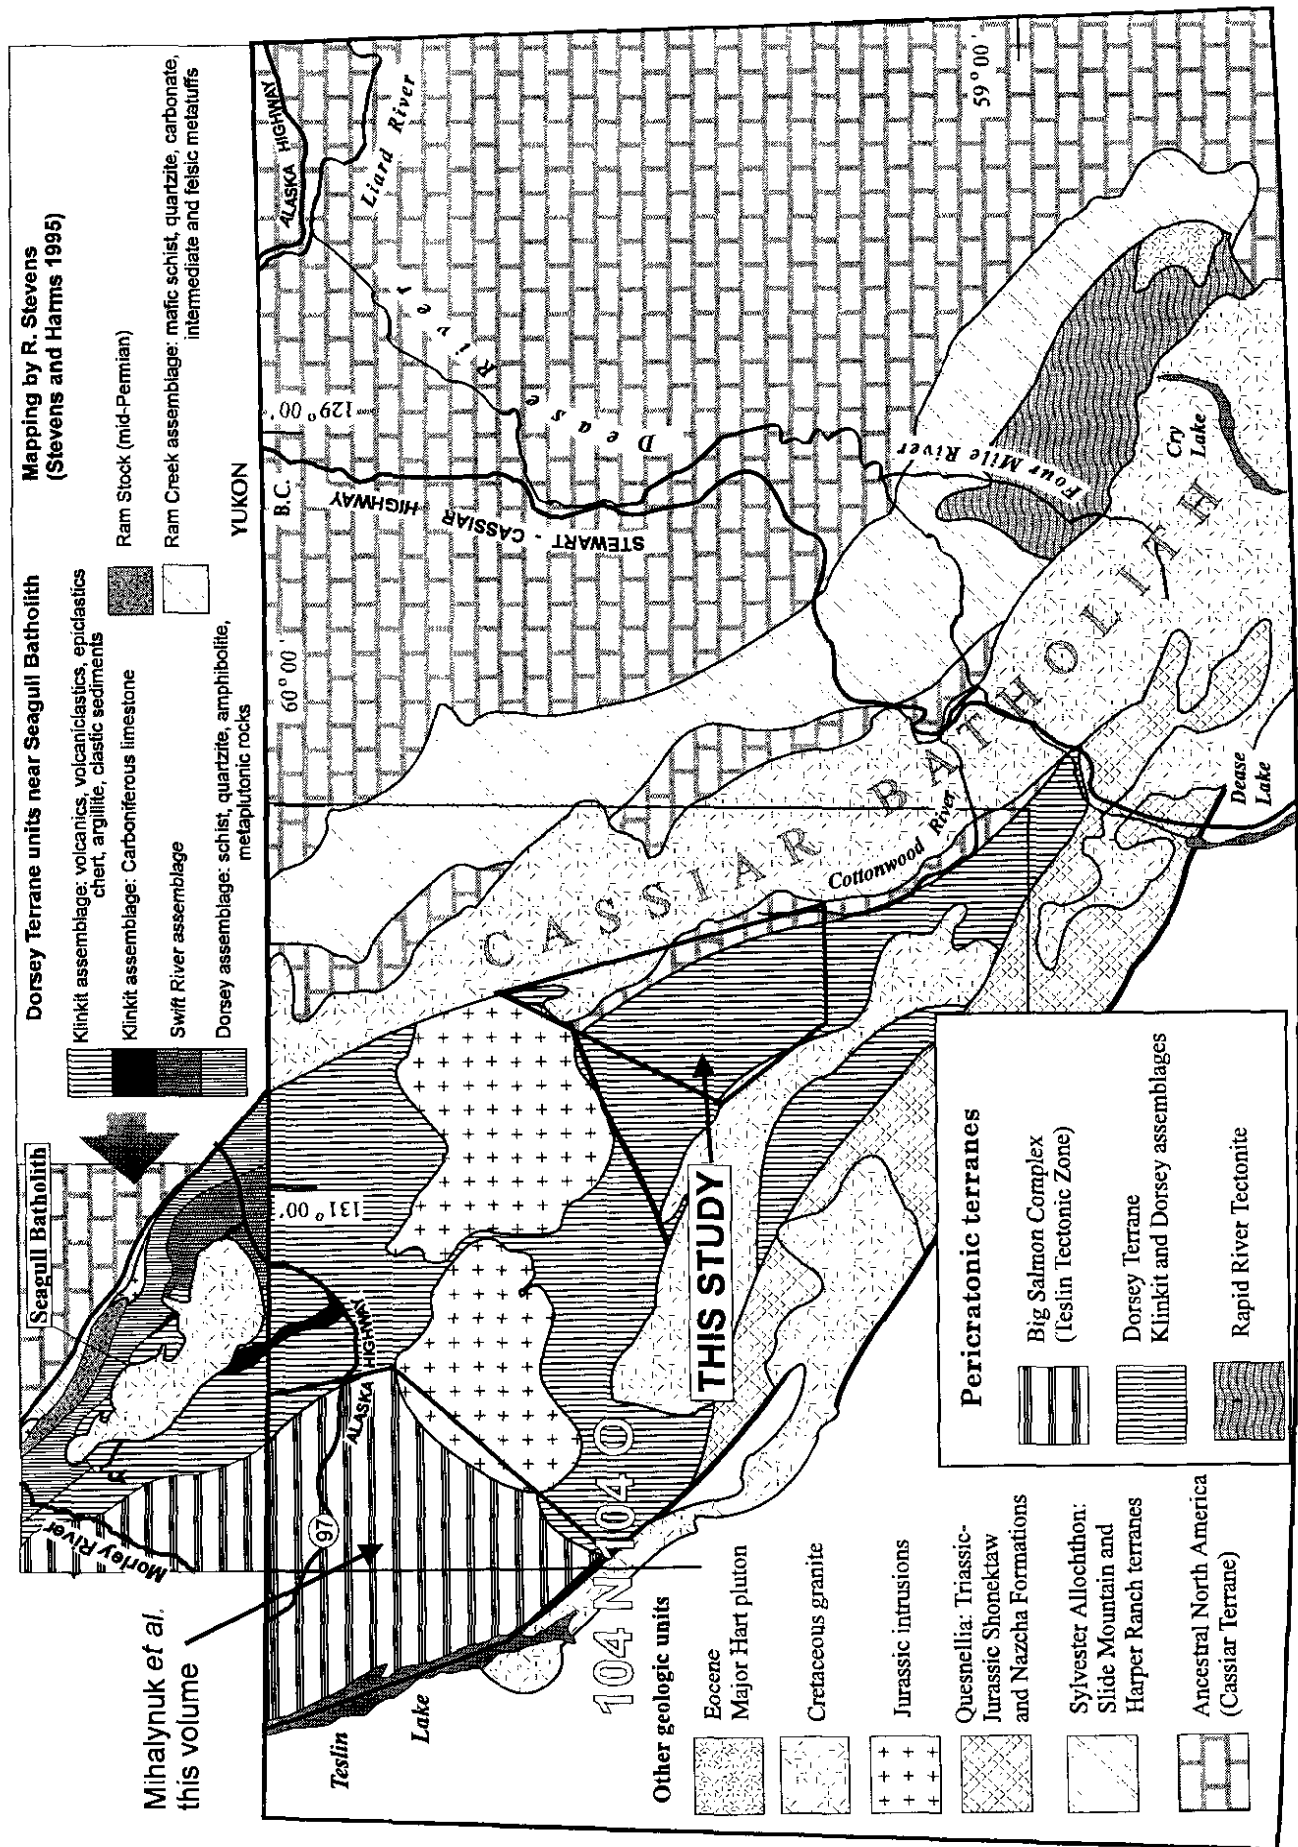 Dorsey Terrane units near Seagull Batholith
Klinkit assemblage: volcanics, volcaniclastics, epiclastics
chert, argillite, clastic sediments
Klinkit assemblage: Carboniferous limestone
Swift River assemblage
Dorsey assemblage: schist, quartzite, amphibolite,
metaplutonic rocks
Mapping by R. Stevens
(Stevens and Harms 1995)
Ram Stock (mid-Permian)
Ram Creek assemblage: mafic schist, quartzite, carbonate,
intermediate and felsic metatuffs
YUKON
B.C.
Seagull Batholith
Morley River
Mihalynuk et al.
this volume
Teslin
Lake
97
ALASKA HIGHWAY
ALASKA HIGHWAY
Liard River
Dease River
STEWART - CASSIAR HIGHWAY
131° 00'
60° 00'
129° 00'
59° 00'
CASSIAR BATHOLITH
Cottonwood River
Four Mile River
Cry
Lake
Dease
Lake
THIS STUDY
104 N
104 O
Other geologic units
Eocene
Major Hart pluton
Cretaceous granite
Jurassic intrusions
Quesnellia: Triassic-
Jurassic Shonektaw
and Nazcha Formations
Sylvester Allochthon:
Slide Mountain and
Harper Ranch terranes
Ancestral North America
(Cassiar Terrane)
Pericratonic terranes
Big Salmon Complex
(Teslin Tectonic Zone)
Dorsey Terrane
Klinkit and Dorsey assemblages
Rapid River Tectonite